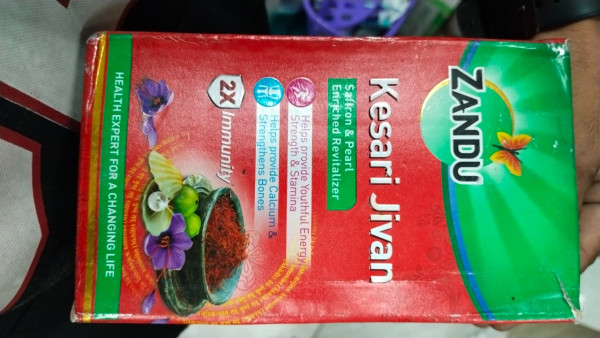 ZANDU
Kesari Jivan
Saffron & Pearl
Enriched Revitalizer
Helps provide Youthful Energy,
Strength & Stamina
Helps provide Calcium &
Strengthens Bones
2X Immunity
HEALTH EXPERT FOR A CHANGING LIFE